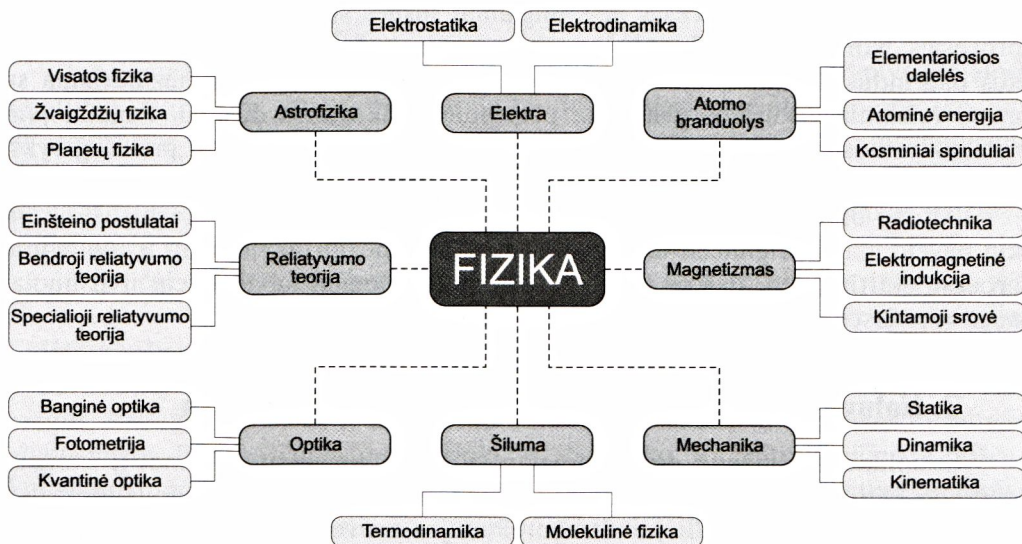 Elektrostatika
Elektrodinamika
Visatos fizika
Žvaigždžių fizika
Planetų fizika
Astrofizika
Elektra
Atomo
branduolys
Elementariosios
dalelės
Atominė energija
Kosminiai spinduliai
Einšteino postulatai
Bendroji reliatyvumo
teorija
Specialioji reliatyvumo
teorija
Reliatyvumo
teorija
FIZIKA
Magnetizmas
Radiotechnika
Elektromagnetinė
indukcija
Kintamoji srovė
Banginė optika
Fotometrija
Kvantinė optika
Optika
Šiluma
Mechanika
Statika
Dinamika
Kinematika
Termodinamika
Molekulinė fizika